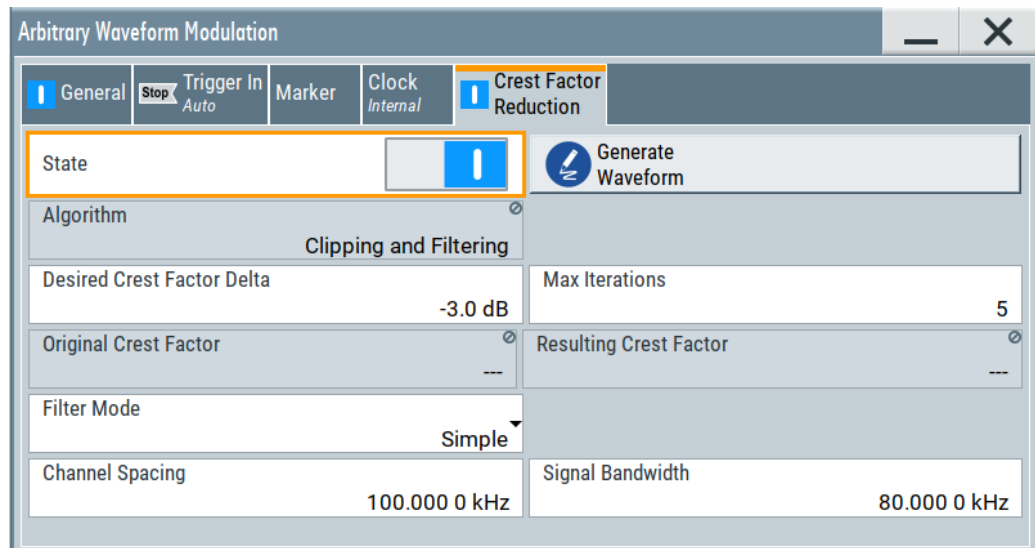 Arbitrary Waveform Modulation
General
Stop
Trigger In
Auto
Marker
Clock
Internal
Crest Factor
Reduction
State
Generate
Waveform
Algorithm
Clipping and Filtering
Desired Crest Factor Delta
-3.0 dB
Max Iterations
5
Original Crest Factor
---
Resulting Crest Factor
---
Filter Mode
Simple
Channel Spacing
100.000 0 kHz
Signal Bandwidth
80.000 0 kHz